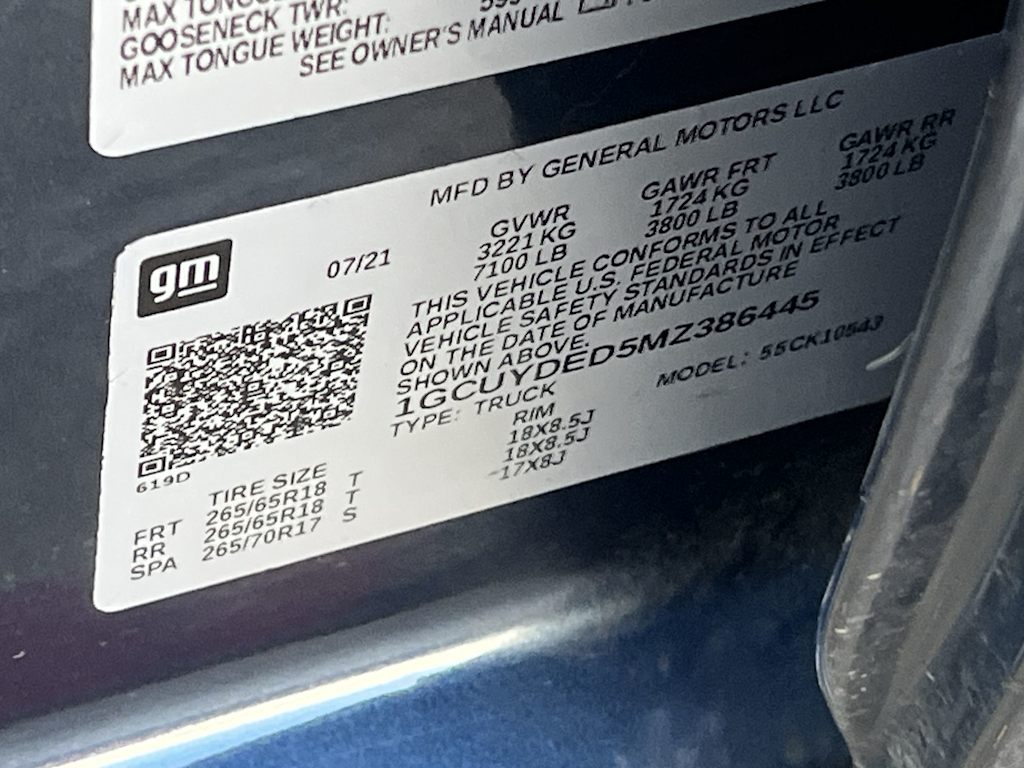 MAX TONGUE
GOOSENECK TWR:
MAX TONGUE WEIGHT:
SEE OWNER'S MANUAL
MFD BY GENERAL MOTORS LLC
gm
07/21
GVWR GAWR FRT GAWR RR
3221 KG 1724 KG 1724 KG
7100 LB 3800 LB 3800 LB
THIS VEHICLE CONFORMS TO ALL
APPLICABLE U.S. FEDERAL MOTOR
VEHICLE SAFETY STANDARDS IN EFFECT
ON THE DATE OF MANUFACTURE
SHOWN ABOVE.
1GCUYDED5MZ386445
TYPE: TRUCK MODEL: 55CK10543
619D
TIRE SIZE RIM
FRT 265/65R18 T 18X8.5J
RR 265/65R18 T 18X8.5J
SPA 265/70R17 S 17X8J